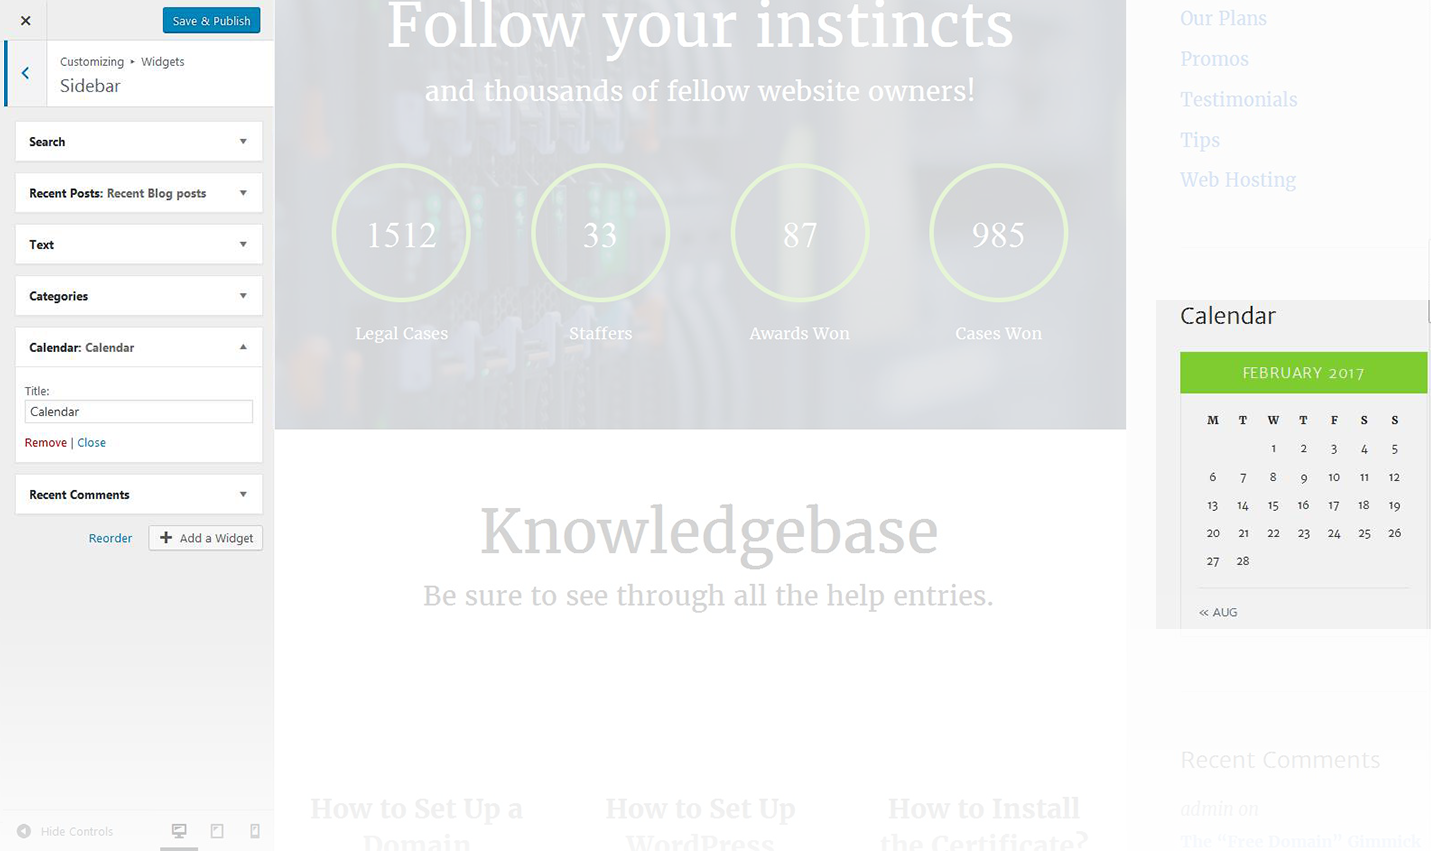 Save & Publish
Customizing ▸ Widgets
Sidebar
Search
Recent Posts: Recent Blog posts
Text
Categories
Calendar: Calendar
Title:
Calendar
Remove | Close
Recent Comments
Reorder
Add a Widget
Hide Controls
Follow your instincts
and thousands of fellow website owners!
1512
33
87
985
Legal Cases
Staffers
Awards Won
Cases Won
Knowledgebase
Be sure to see through all the help entries.
How to Set Up a
Domain
How to Set Up
WordPress
How to Install
the Certificate?
Our Plans
Promos
Testimonials
Tips
Web Hosting
Calendar
FEBRUARY 2017
M T W T F S S
1 2 3 4 5
6 7 8 9 10 11 12
13 14 15 16 17 18 19
20 21 22 23 24 25 26
27 28
« AUG
Recent Comments
admin on
The “Free Domain” Gimmick